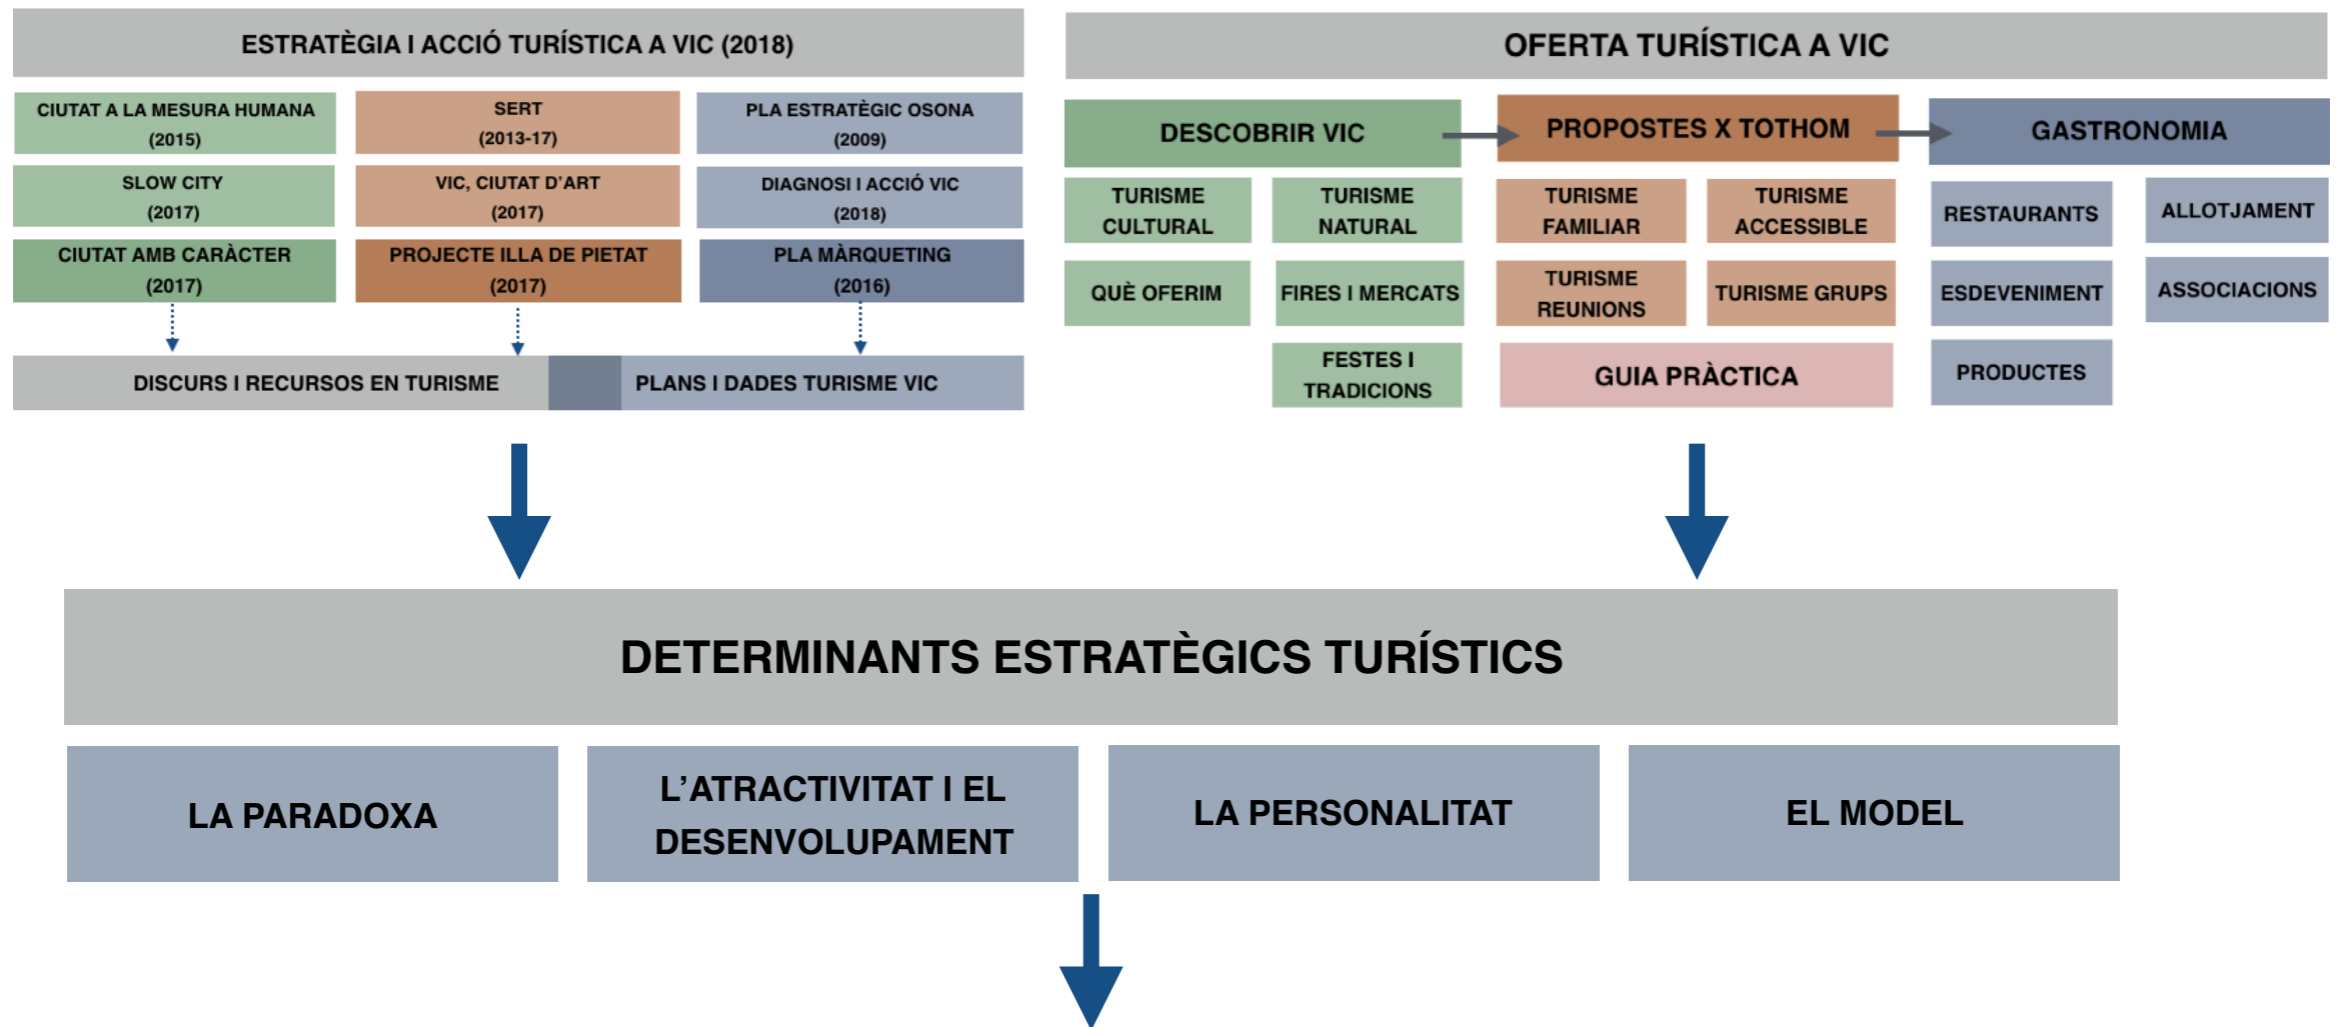 ESTRATÈGIA I ACCIÓ TURÍSTICA A VIC (2018)
CIUTAT A LA MESURA HUMANA
(2015)
SERT
(2013-17)
PLA ESTRATÈGIC OSONA
(2009)
SLOW CITY
(2017)
VIC, CIUTAT D'ART
(2017)
DIAGNOSI I ACCIÓ VIC
(2018)
CIUTAT AMB CARÀCTER
(2017)
PROJECTE ILLA DE PIETAT
(2017)
PLA MÀRQUETING
(2016)
DISCURS I RECURSOS EN TURISME
PLANS I DADES TURISME VIC
OFERTA TURÍSTICA A VIC
DESCOBRIR VIC
PROPOSTES X TOTHOM
GASTRONOMIA
TURISME
CULTURAL
TURISME
NATURAL
TURISME
FAMILIAR
TURISME
ACCESSIBLE
RESTAURANTS
ALLOTJAMENT
QUÈ OFERIM
FIRES I MERCATS
TURISME
REUNIONS
TURISME GRUPS
ESDEVENIMENT
ASSOCIACIONS
FESTES I
TRADICIONS
GUIA PRÀCTICA
PRODUCTES
DETERMINANTS ESTRATÈGICS TURÍSTICS
LA PARADOXA
L'ATRACTIVITAT I EL
DESENVOLUPAMENT
LA PERSONALITAT
EL MODEL